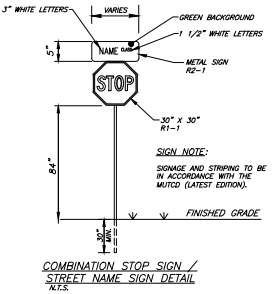 3" WHITE LETTERS
VARIES
GREEN BACKGROUND
1 1/2" WHITE LETTERS
NAME CLASS
5"
METAL SIGN
R2-1
STOP
30" X 30"
R1-1
SIGN NOTE:
SIGNAGE AND STRIPING TO BE
IN ACCORDANCE WITH THE
MUTCD (LATEST EDITION).
84"
FINISHED GRADE
30"
MIN.
COMBINATION STOP SIGN /
STREET NAME SIGN DETAIL
N.T.S.